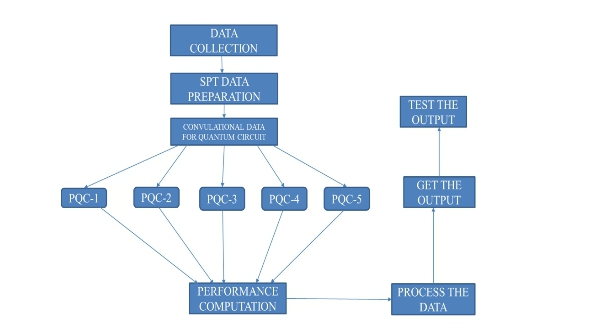 DATA
COLLECTION
SPT DATA
PREPARATION
CONVULATIONAL DATA
FOR QUANTUM CIRCUIT
PQC-1
PQC-2
PQC-3
PQC-4
PQC-5
PERFORMANCE
COMPUTATION
PROCESS THE
DATA
GET THE
OUTPUT
TEST THE
OUTPUT